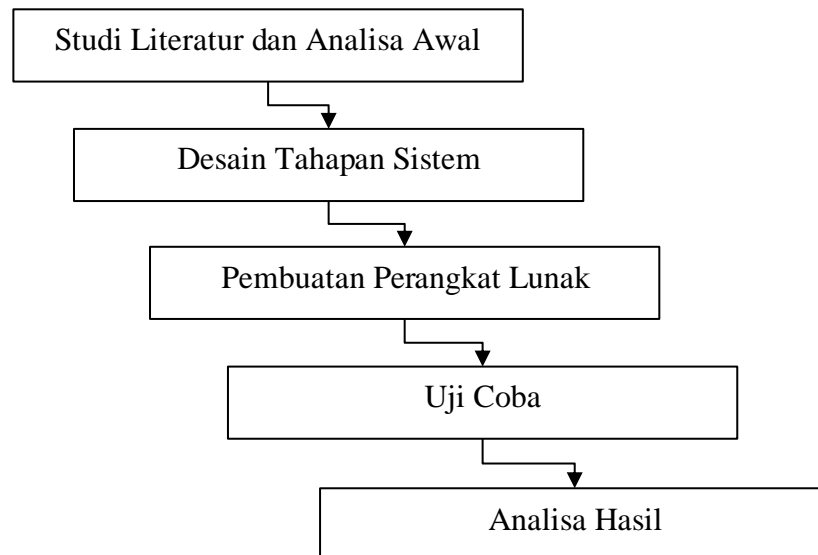 Studi Literatur dan Analisa Awal
Desain Tahapan Sistem
Pembuatan Perangkat Lunak
Uji Coba
Analisa Hasil